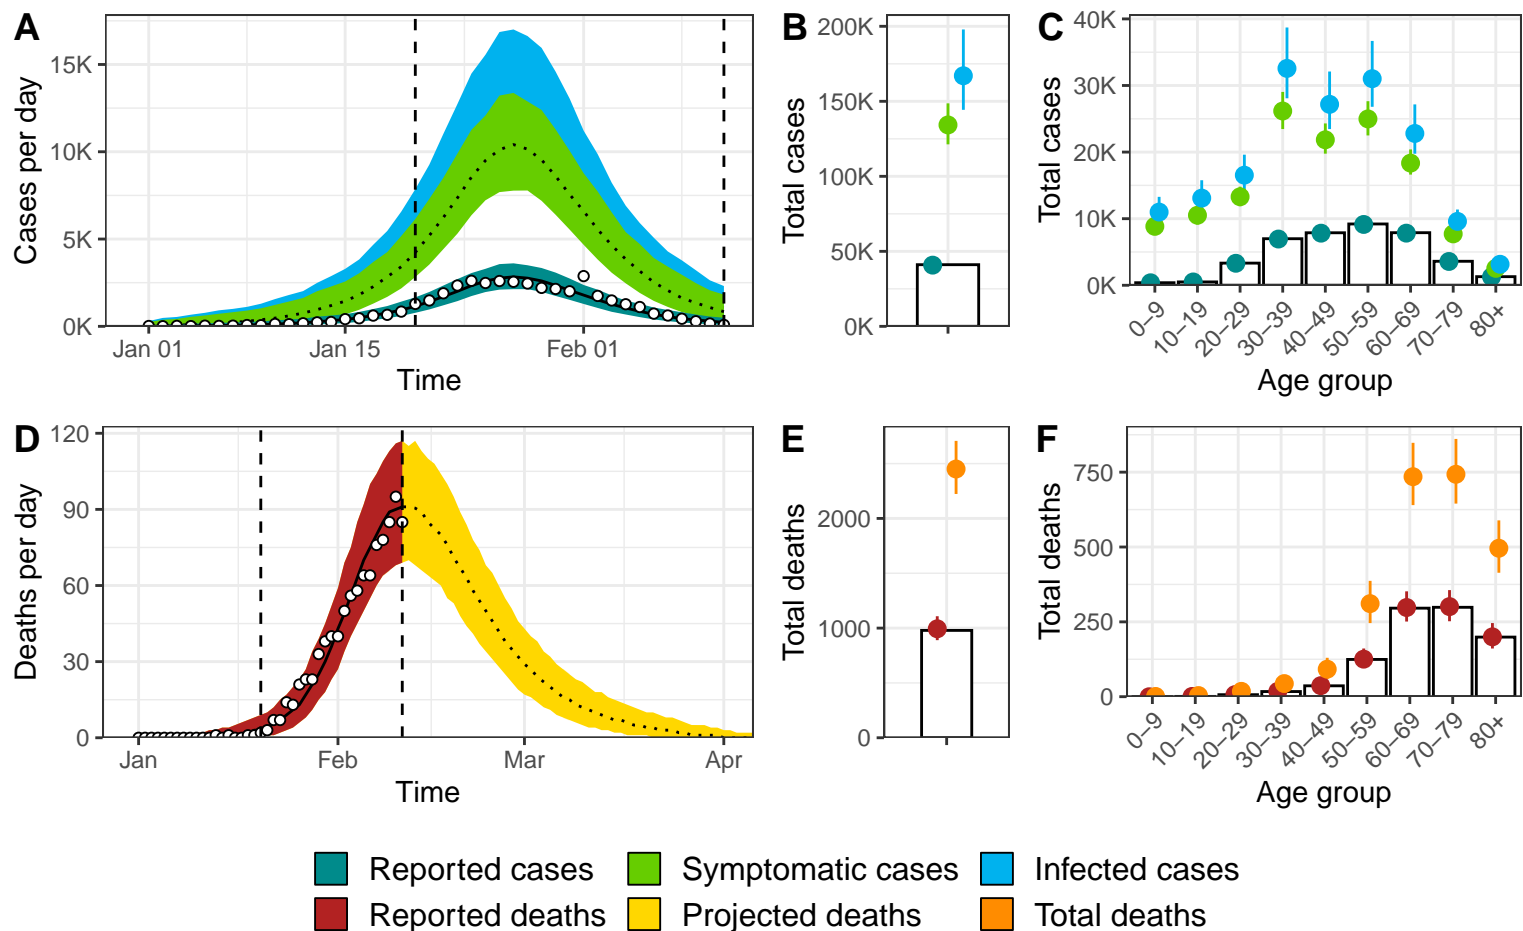 A
Cases per day
15K
10K
5K
0K
Jan 01
Jan 15
Feb 01
Time
B
Total cases
200K
150K
100K
50K
0K
C
Total cases
40K
30K
20K
10K
0K
0–9
10–19
20–29
30–39
40–49
50–59
60–69
70–79
80+
Age group
D
Deaths per day
120
90
60
30
0
Jan
Feb
Mar
Apr
Time
E
Total deaths
2000
1000
0
F
Total deaths
750
500
250
0
0–9
10–19
20–29
30–39
40–49
50–59
60–69
70–79
80+
Age group
Reported cases
Symptomatic cases
Infected cases
Reported deaths
Projected deaths
Total deaths